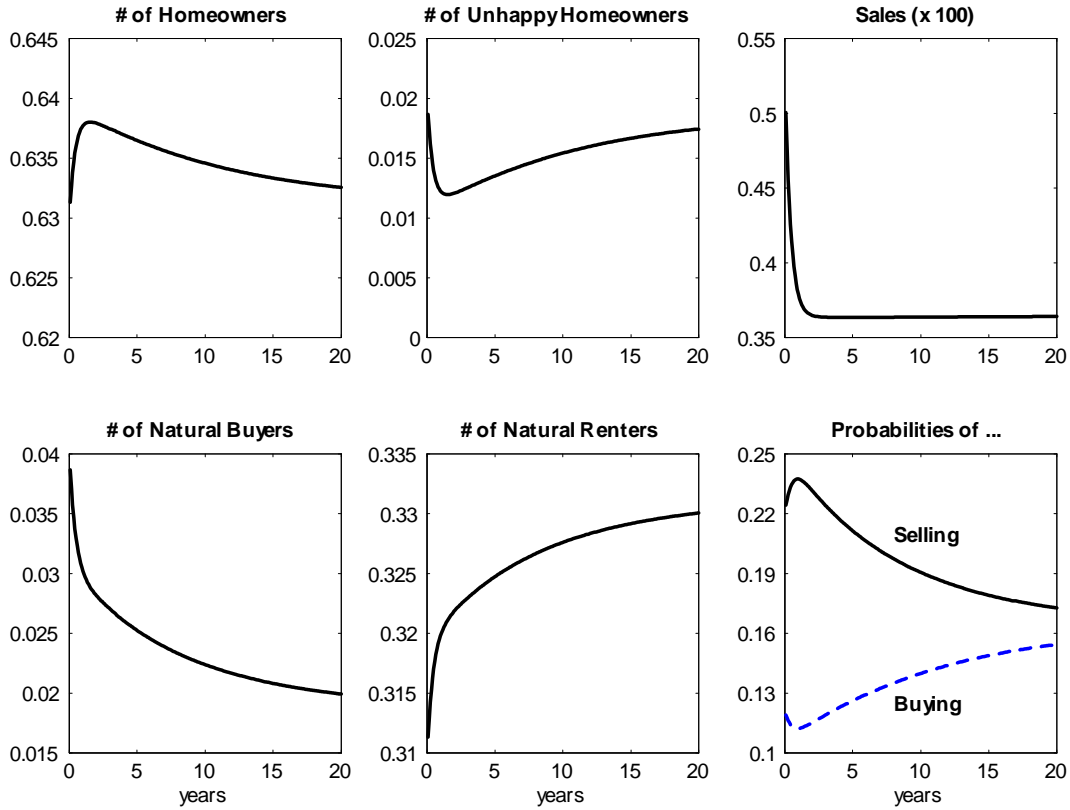 # of Homeowners
0.645
0.64
0.635
0.63
0.625
0.62
0 5 10 15 20
# of Unhappy Homeowners
0.025
0.02
0.015
0.01
0.005
0
0 5 10 15 20
Sales (x 100)
0.55
0.5
0.45
0.4
0.35
0 5 10 15 20
# of Natural Buyers
0.04
0.035
0.03
0.025
0.02
0.015
0 5 10 15 20
years
# of Natural Renters
0.335
0.33
0.325
0.32
0.315
0.31
0 5 10 15 20
years
Probabilities of ...
0.25
0.22
0.19
0.16
0.13
0.1
Selling
Buying
0 5 10 15 20
years